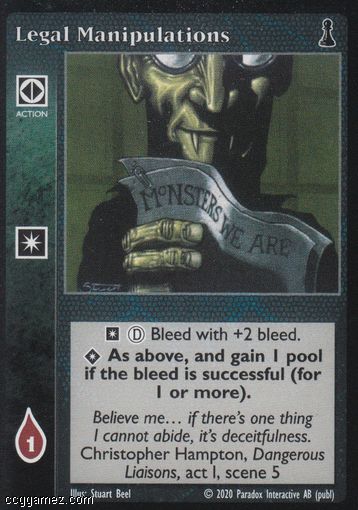 Legal Manipulations
ACTION
MONSTERS
WE ARE
Stuart
D Bleed with +2 bleed.
As above, and gain 1 pool
if the bleed is successful (for
1 or more).
Believe me... if there's one thing
I cannot abide, it's deceitfulness.
Christopher Hampton, Dangerous
Liaisons, act I, scene 5
1
Illus: Stuart Beel
© 2020 Paradox Interactive AB (publ)
ccggamez.com